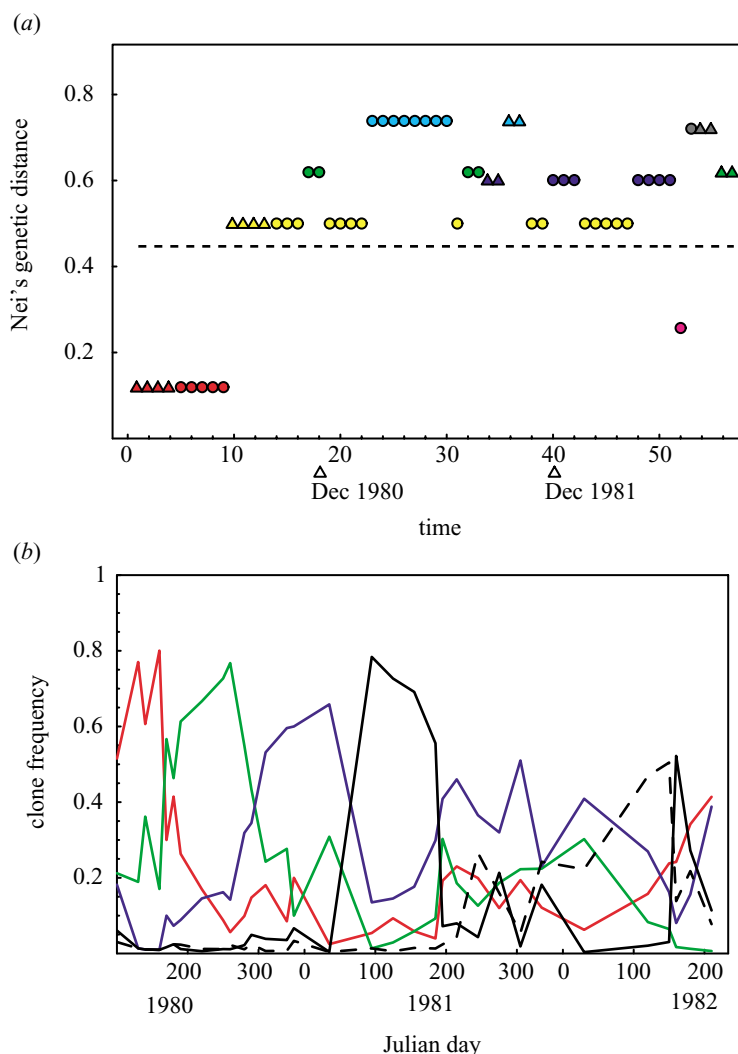 (a)
0.8
0.6
0.4
0.2
Nei's genetic distance
0 10 20 30 40 50
Dec 1980 Dec 1981
time
(b)
1
0.8
0.6
0.4
0.2
clone frequency
200 300 0 100 200 300 0 100 200
1980 1981 1982
Julian day